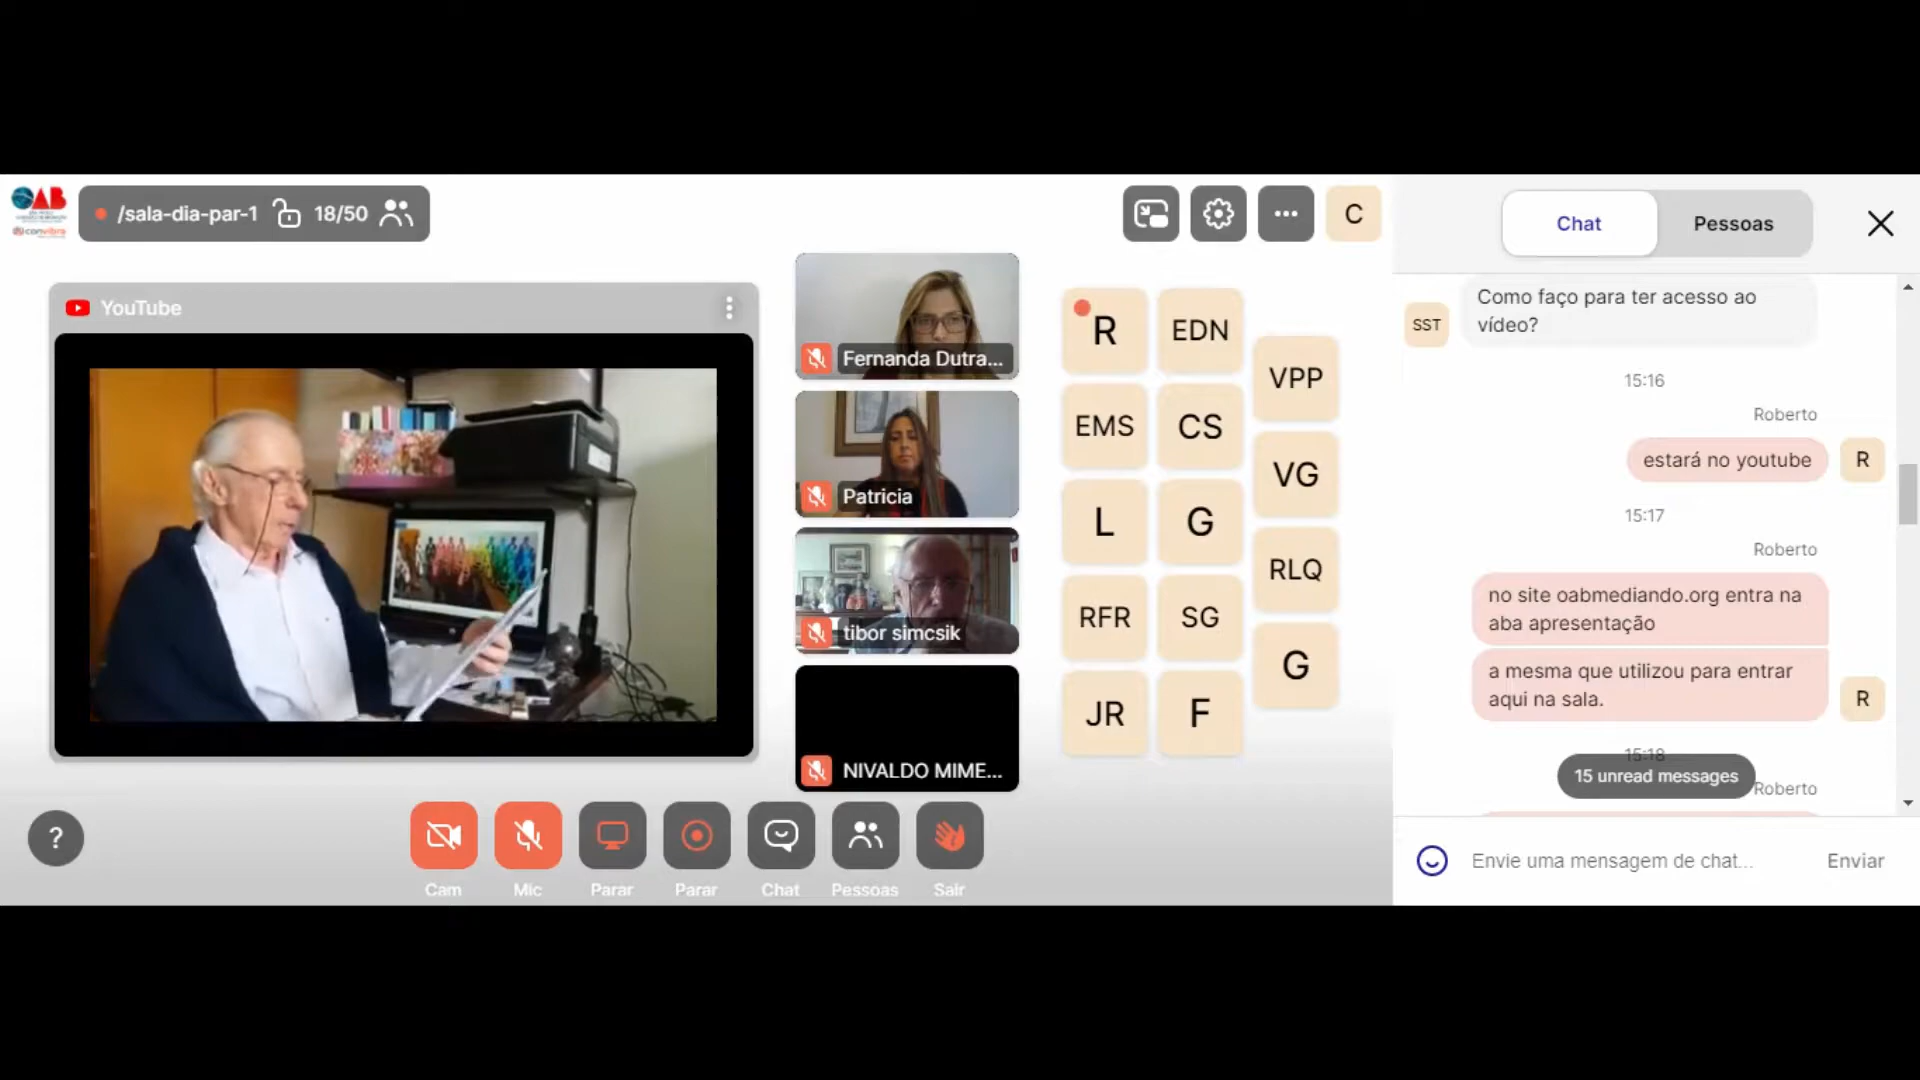 OAB
convibra
/sala-dia-par-1
18/50
C
YouTube
Fernanda Dutra...
Patricia
tibor simcsik
NIVALDO MIME...
R
EDN
VPP
EMS
CS
VG
L
G
RLQ
RFR
SG
G
JR
F
?
Cam
Mic
Parar
Parar
Chat
Pessoas
Sair
Chat
Pessoas
SST
Como faço para ter acesso ao
vídeo?
15:16
Roberto
estará no youtube
R
15:17
Roberto
no site oabmediando.org entra na
aba apresentação
a mesma que utilizou para entrar
aqui na sala.
R
15:18
15 unread messages
Roberto
Envie uma mensagem de chat...
Enviar